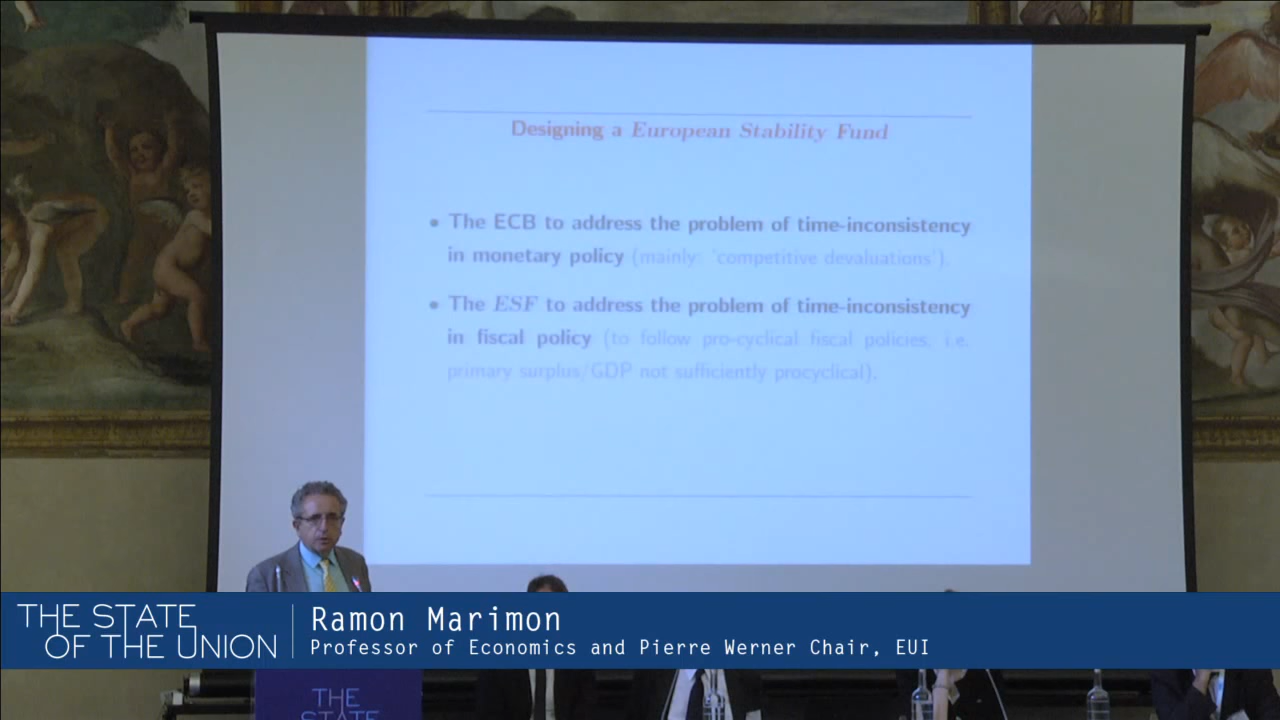 Designing a European Stability Fund
• The ECB to address the problem of time-inconsistency
in monetary policy (mainly: 'competitive devaluations').
• The ESF to address the problem of time-inconsistency
in fiscal policy (to follow pro-cyclical fiscal policies, i.e.
primary surplus/GDP not sufficiently procyclical).
THE STATE
OF THE UNION
Ramon Marimon
Professor of Economics and Pierre Werner Chair, EUI
THE
STATE